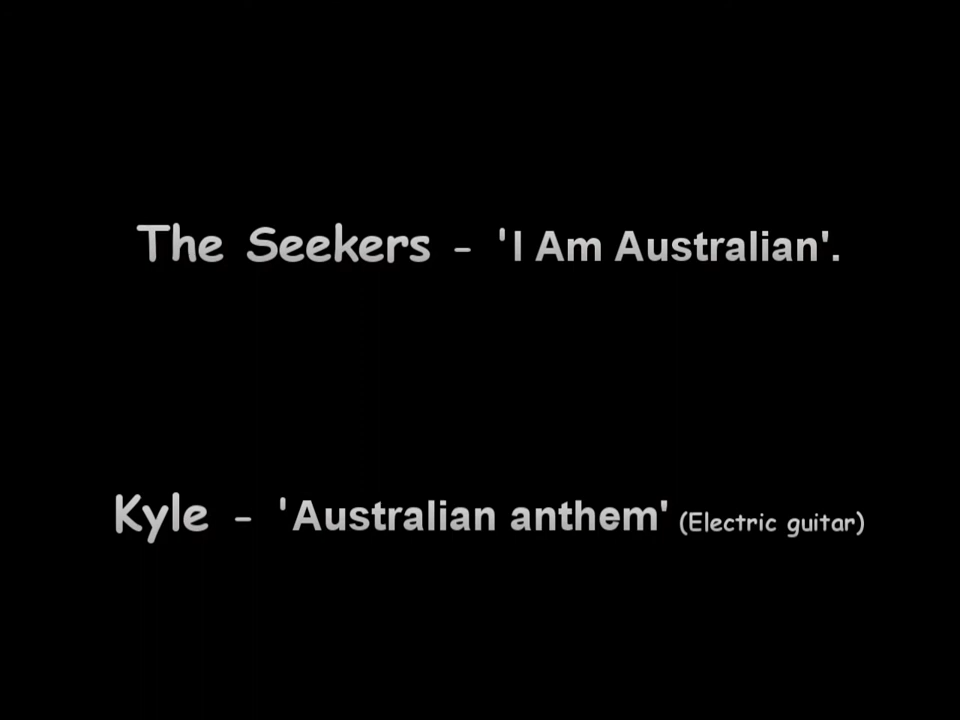 The Seekers - 'I Am Australian'.
Kyle - 'Australian anthem' (Electric guitar)